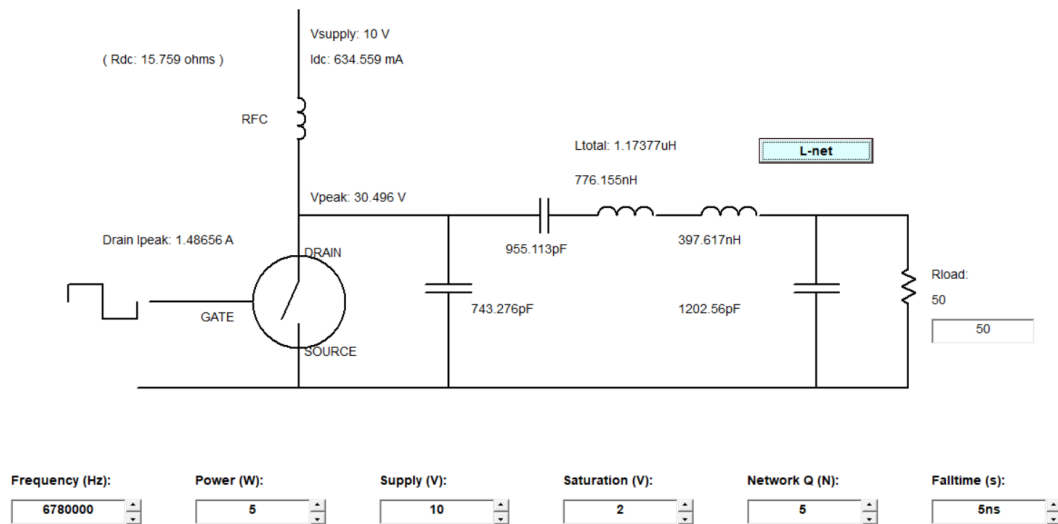 Vsupply: 10 V
( Rdc: 15.759 ohms )
Idc: 634.559 mA
RFC
Ltotal: 1.17377uH
L-net
776.155nH
Vpeak: 30.496 V
Drain Ipeak: 1.48656 A
DRAIN
955.113pF
397.617nH
Rload:
50
743.276pF
1202.56pF
GATE
50
SOURCE
Frequency (Hz):
Power (W):
Supply (V):
Saturation (V):
Network Q (N):
Falltime (s):
6780000
5
10
2
5
5ns